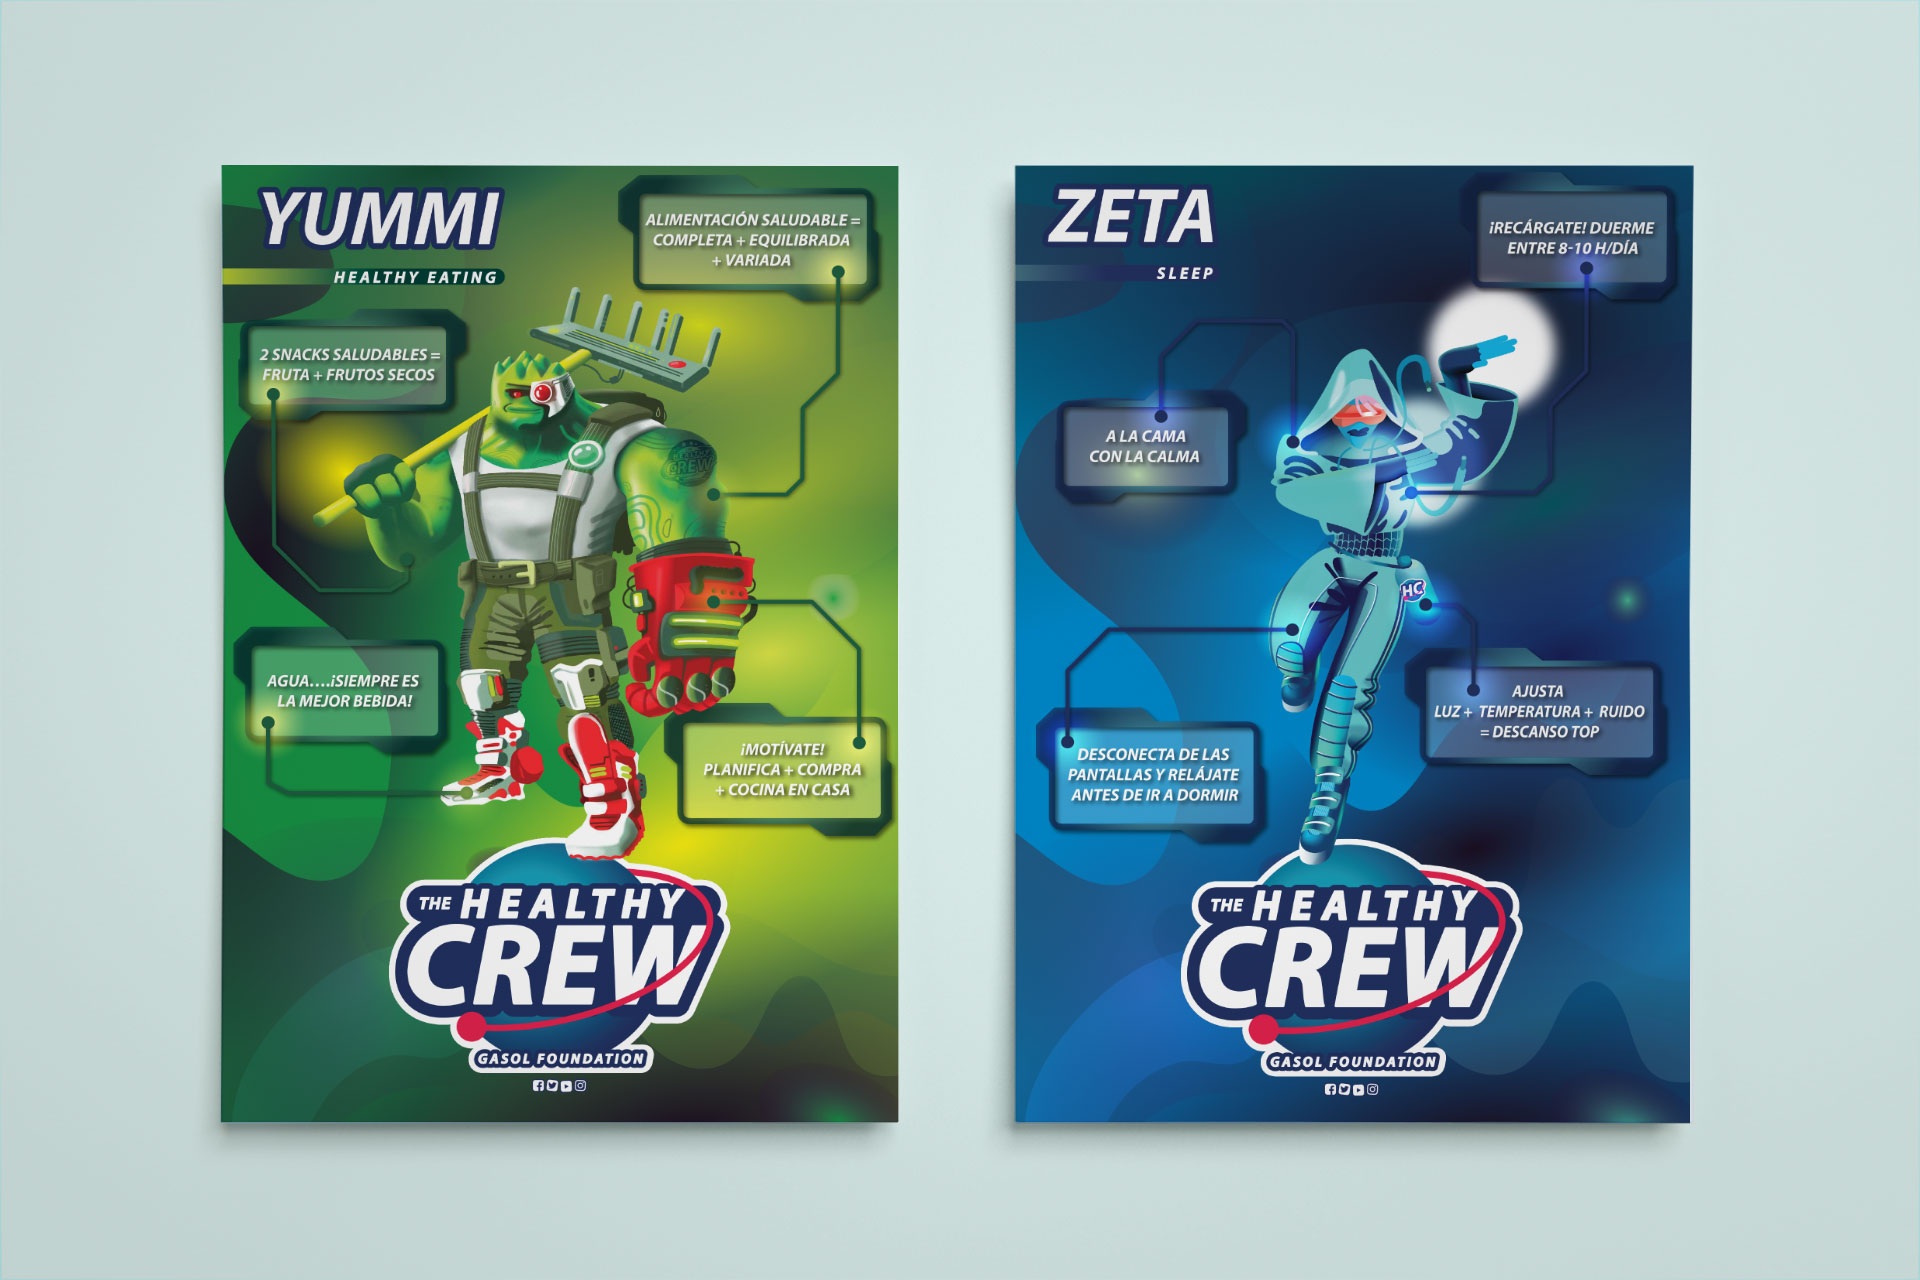 YUMMI
HEALTHY EATING
ALIMENTACIÓN SALUDABLE =
COMPLETA + EQUILIBRADA
+ VARIADA
2 SNACKS SALUDABLES =
FRUTA + FRUTOS SECOS
CREW
AGUA....¡SIEMPRE ES
LA MEJOR BEBIDA!
¡MOTÍVATE!
PLANIFICA + COMPRA
+ COCINA EN CASA
THE HEALTHY
CREW
GASOL FOUNDATION
ZETA
SLEEP
¡RECÁRGATE! DUERME
ENTRE 8-10 H/DÍA
A LA CAMA
CON LA CALMA
HC
AJUSTA
LUZ + TEMPERATURA + RUIDO
= DESCANSO TOP
DESCONECTA DE LAS
PANTALLAS Y RELÁJATE
ANTES DE IR A DORMIR
THE HEALTHY
CREW
GASOL FOUNDATION